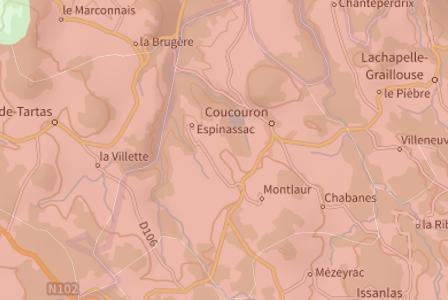 Chanteperdrix
le Marconnais
la Brugère
Lachapelle-
Graillouse
le Pièbre
de-Tartas
Coucouron
Espinassac
Villeneuv
la Villette
Montlaur
Chabanes
la Rib
D106
Mézeyrac
N102
Issanlas